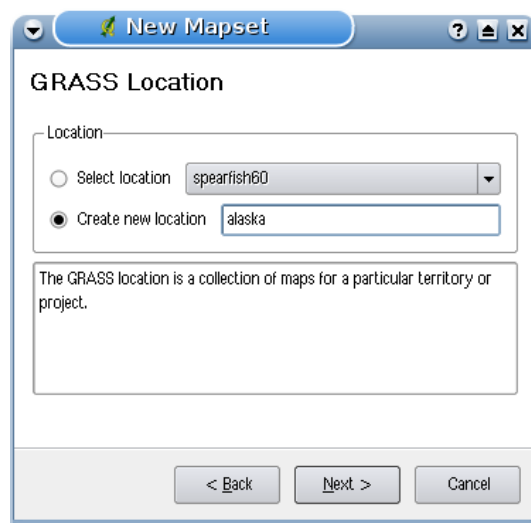 New Mapset
GRASS Location
Location
Select location spearfish60
Create new location alaska
The GRASS location is a collection of maps for a particular territory or
project.
< Back Next > Cancel